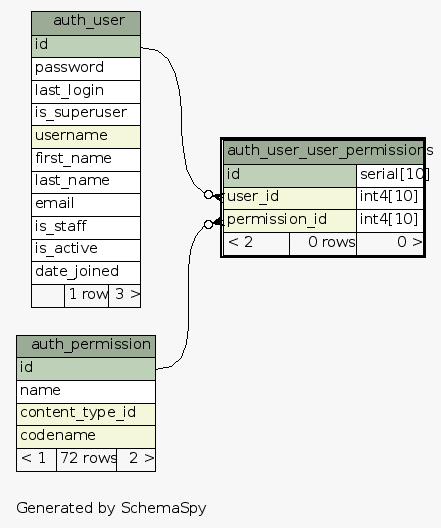 auth_user
id
password
last_login
is_superuser
username
first_name
last_name
email
is_staff
is_active
date_joined
1 row 3 >
auth_user_user_permissions
id serial[10]
user_id int4[10]
permission_id int4[10]
< 2 0 rows 0 >
auth_permission
id
name
content_type_id
codename
< 1 72 rows 2 >
Generated by SchemaSpy